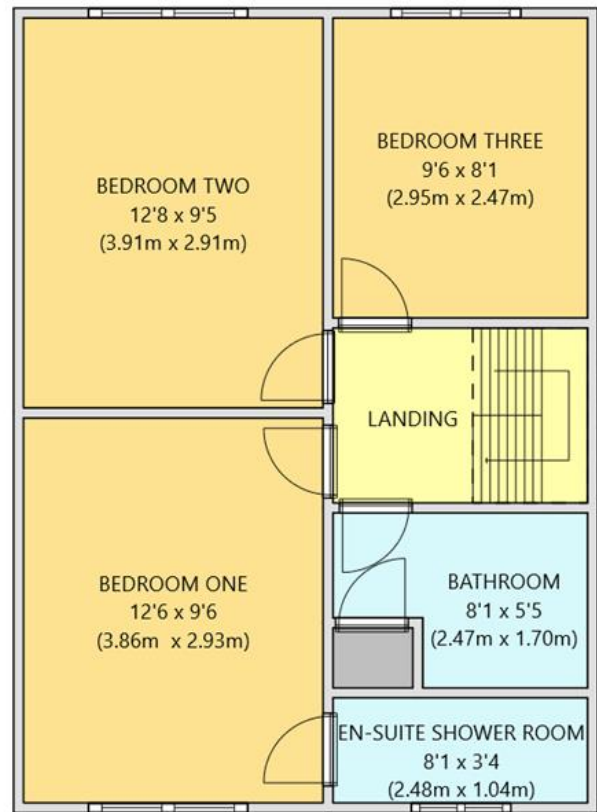 BEDROOM TWO
12'8 x 9'5
(3.91m x 2.91m)
BEDROOM THREE
9'6 x 8'1
(2.95m x 2.47m)
LANDING
BEDROOM ONE
12'6 x 9'6
(3.86m x 2.93m)
BATHROOM
8'1 x 5'5
(2.47m x 1.70m)
EN-SUITE SHOWER ROOM
8'1 x 3'4
(2.48m x 1.04m)